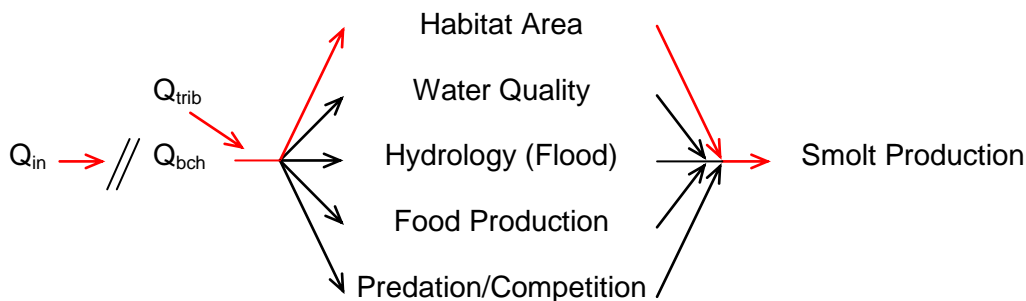 Habitat Area
Q_trib
Water Quality
Q_in
Q_bch
Hydrology (Flood)
Smolt Production
Food Production
Predation/Competition